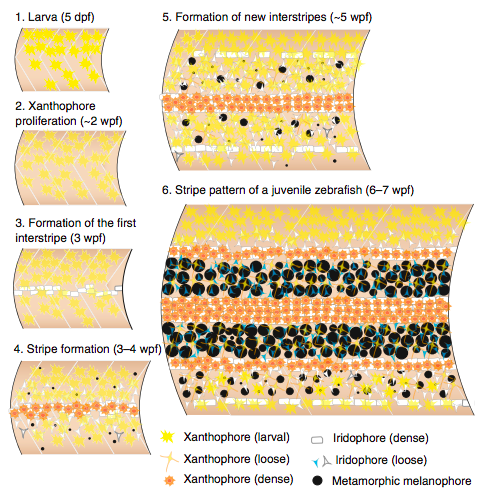 1. Larva (5 dpf)
2. Xanthophore
proliferation (~2 wpf)
3. Formation of the first
interstripe (3 wpf)
4. Stripe formation (3–4 wpf)
5. Formation of new interstripes (~5 wpf)
6. Stripe pattern of a juvenile zebrafish (6–7 wpf)
Xanthophore (larval)
Xanthophore (loose)
Xanthophore (dense)
Iridophore (dense)
Iridophore (loose)
Metamorphic melanophore